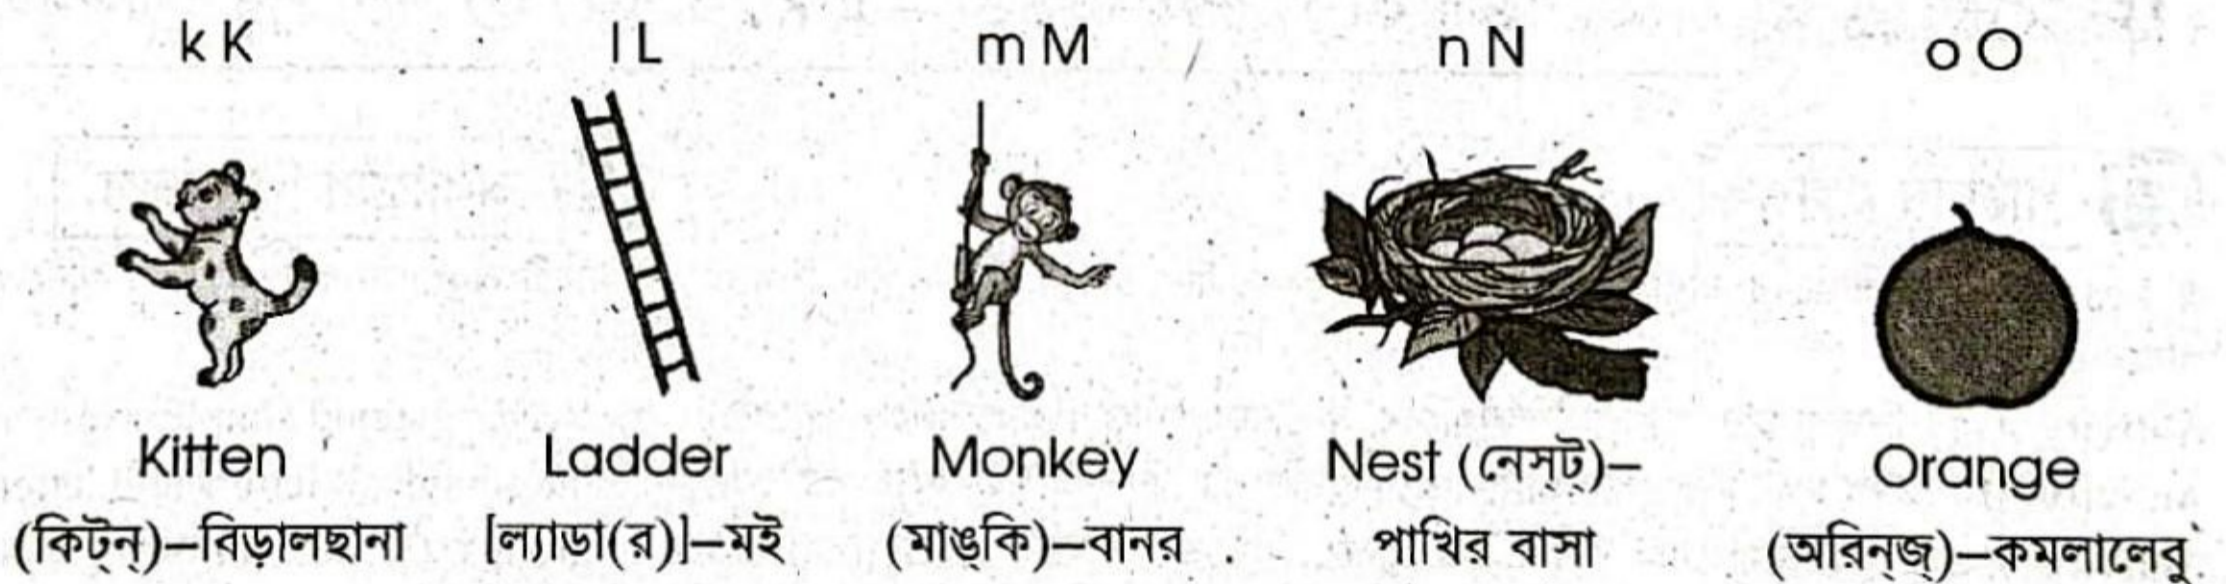 k K l L m M n N o O
Kitten Ladder Monkey Nest (নেস্‌ট)– Orange
(কিট্‌ন্)–বিড়ালছানা [ল্যাডা(র)]–মই (মাঙ্‌কি)–বানর পাখির বাসা (অরিন্‌জ্)–কমলালেবু